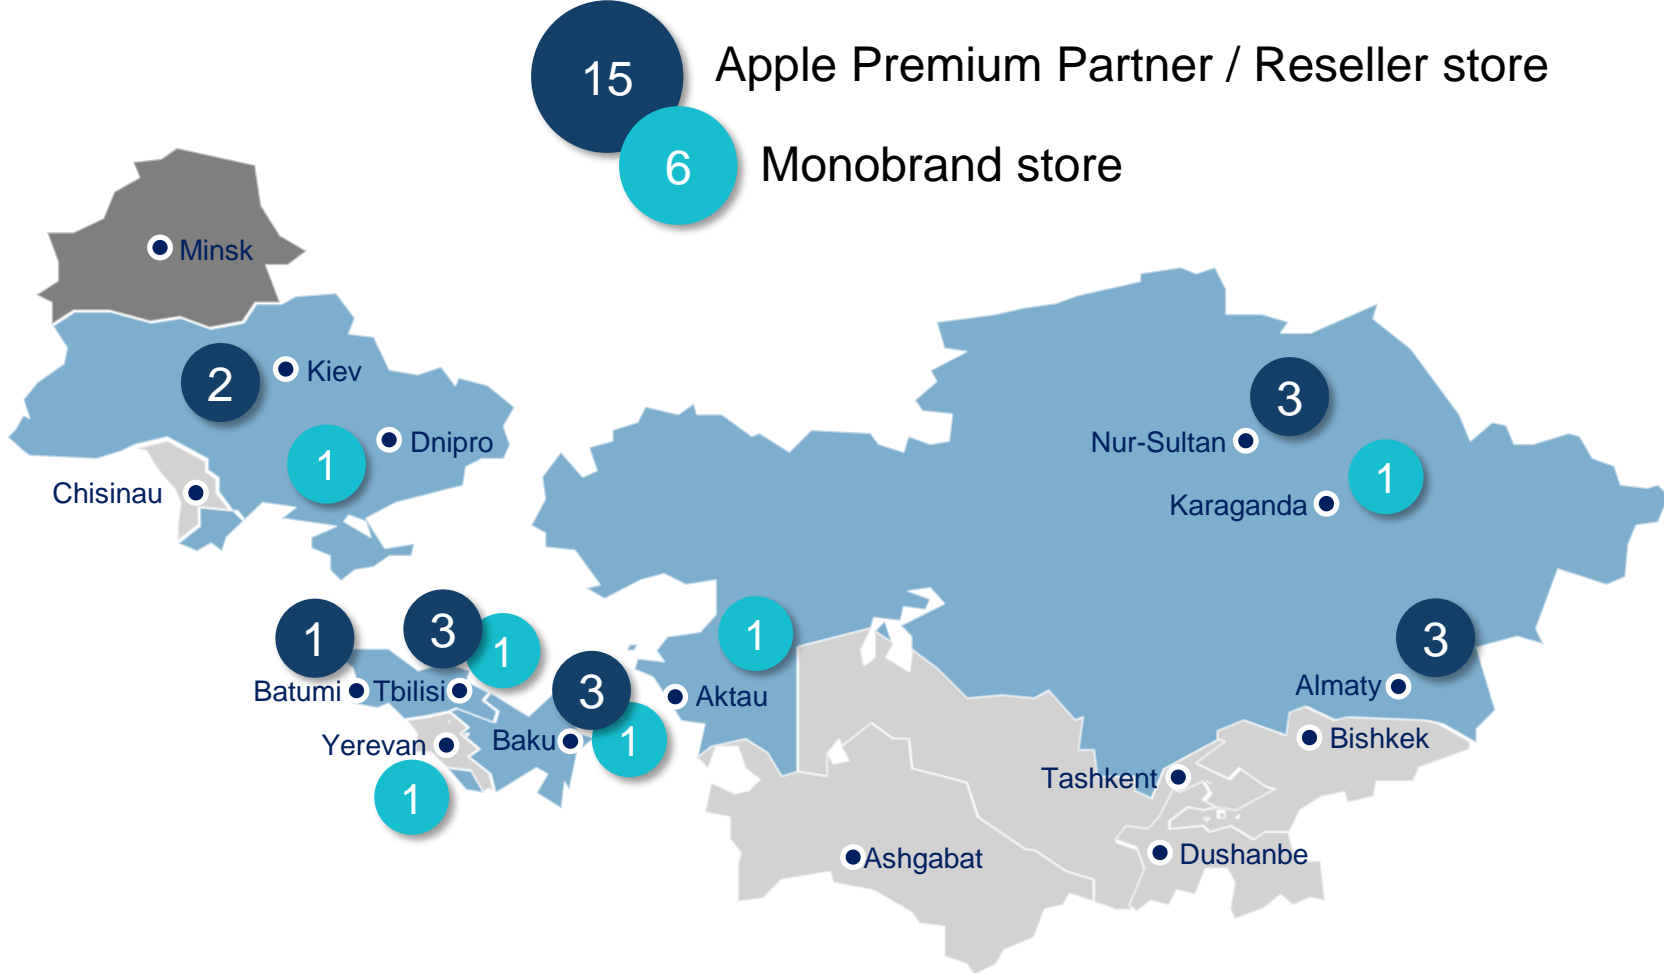 15 Apple Premium Partner / Reseller store
6 Monobrand store
Minsk
2 Kiev
1 Dnipro
Chisinau
3
Nur-Sultan
1
Karaganda
1
Batumi
3 1
Tbilisi
3
Baku 1
1
Aktau
Yerevan
1
3
Almaty
Bishkek
Tashkent
Ashgabat
Dushanbe